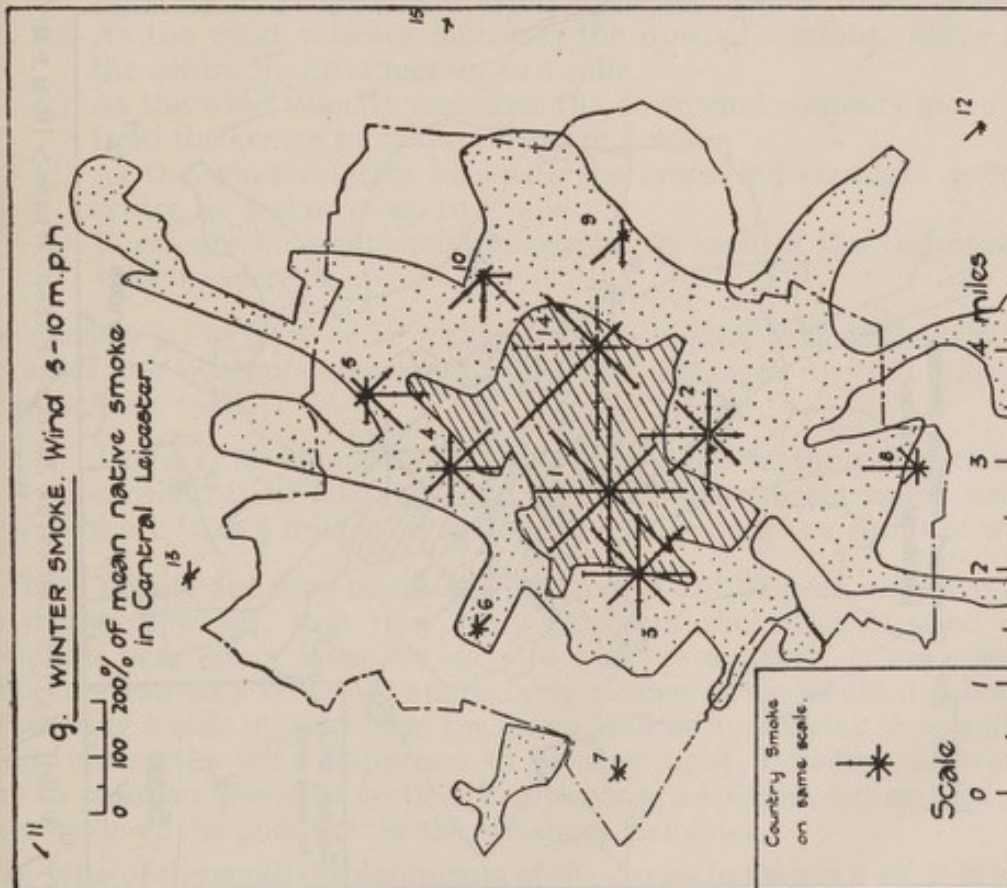 g. WINTER SMOKE. Wind 5-10 m.p.h.
0 100 200% of mean native smoke
in Central Leicester.
11
13
15
5
10
4
6
9
14
1
2
3
7
8
12
Country Smoke
on same scale.
Scale
0 1 2 3 4 miles